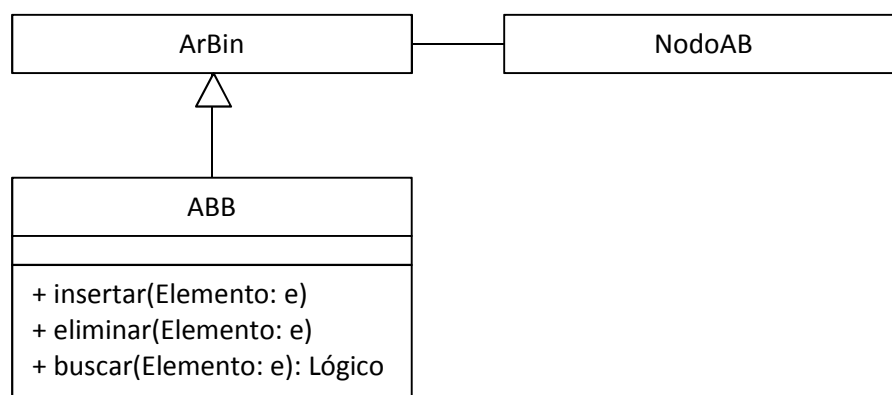 ArBin
NodoAB
ABB
+ insertar(Elemento: e)
+ eliminar(Elemento: e)
+ buscar(Elemento: e): Lógico